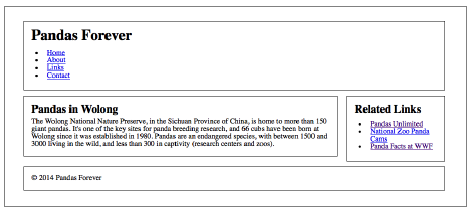 Pandas Forever
Home
About
Links
Contact
Pandas in Wolong
The Wolong National Nature Preserve, in the Sichuan Province of China, is home to more than 150
giant pandas. It's one of the key sites for panda breeding research, and 66 cubs have been born at
Wolong since it was established in 1980. Pandas are an endangered species, with between 1500 and
3000 living in the wild, and less than 300 in captivity (research centers and zoos).
Related Links
Pandas Unlimited
National Zoo Panda
Cams
Panda Facts at WWF
© 2014 Pandas Forever